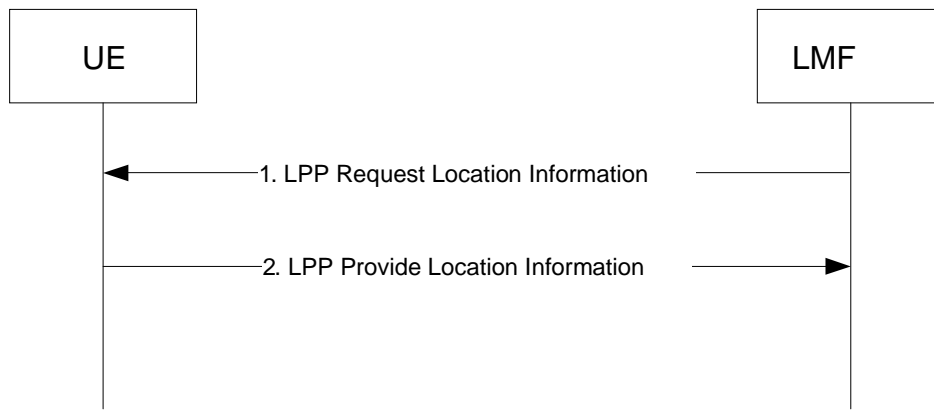 UE
LMF
1. LPP Request Location Information
2. LPP Provide Location Information